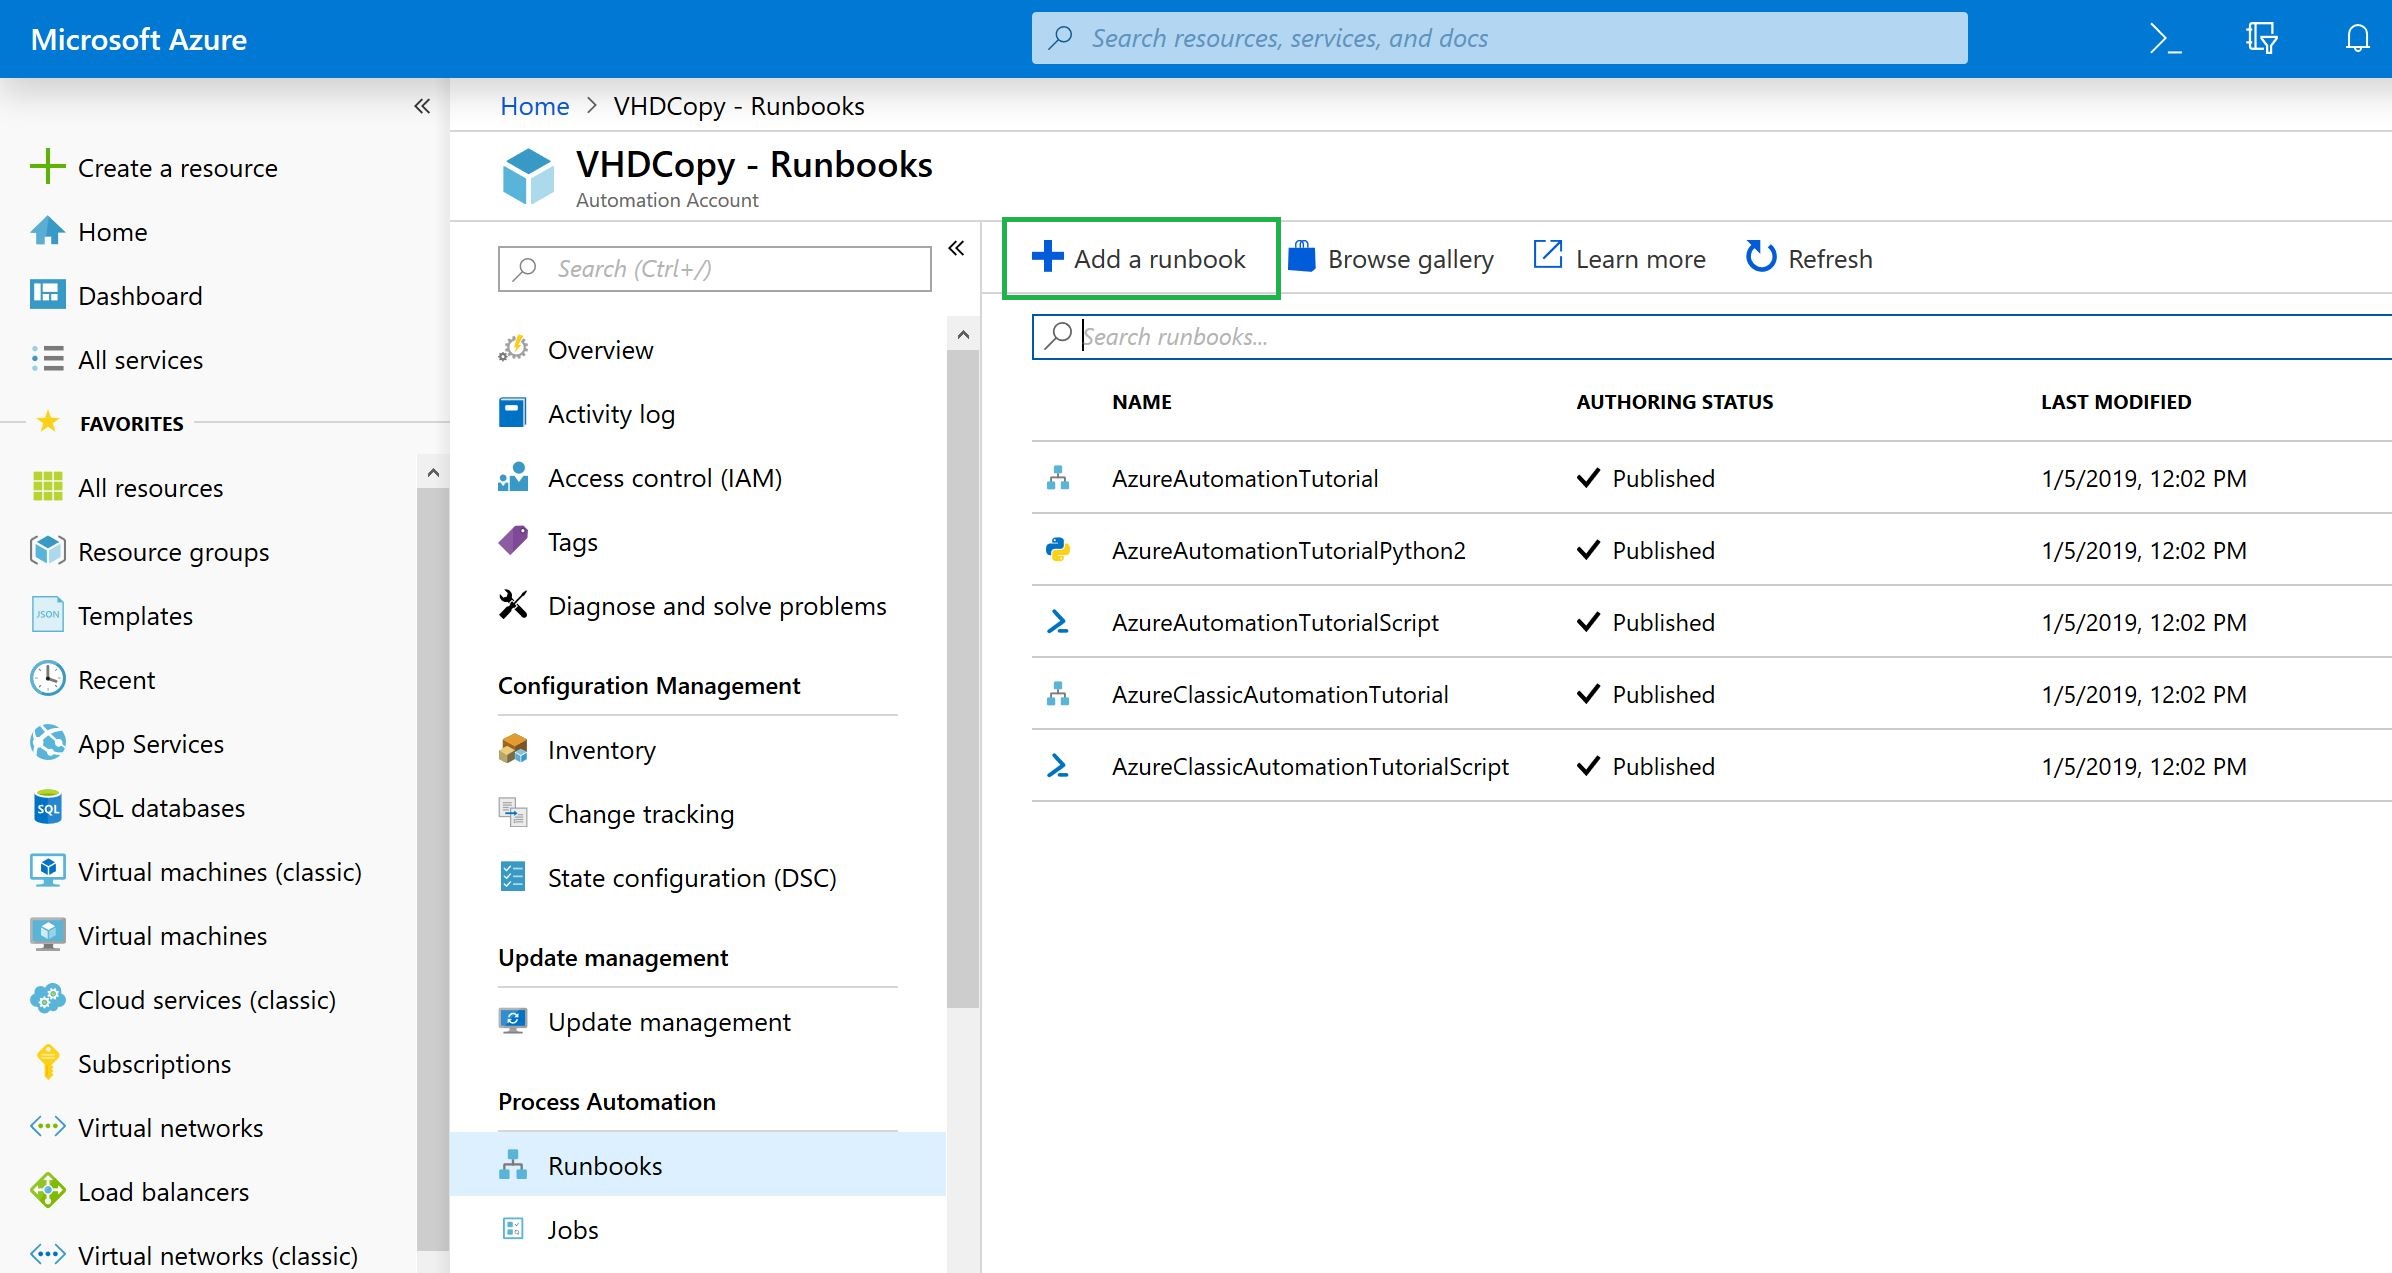 Microsoft Azure
Search resources, services, and docs
Create a resource
Home
Dashboard
All services
FAVORITES
All resources
Resource groups
JSON
Templates
Recent
App Services
SQL
SQL databases
Virtual machines (classic)
Virtual machines
Cloud services (classic)
Subscriptions
Virtual networks
Load balancers
Virtual networks (classic)
Home > VHDCopy - Runbooks
VHDCopy - Runbooks
Automation Account
Search (Ctrl+/)
Overview
Activity log
Access control (IAM)
Tags
Diagnose and solve problems
Configuration Management
Inventory
Change tracking
State configuration (DSC)
Update management
Update management
Process Automation
Runbooks
Jobs
Add a runbook Browse gallery Learn more Refresh
Search runbooks...
NAME AUTHORING STATUS LAST MODIFIED
AzureAutomationTutorial Published 1/5/2019, 12:02 PM
AzureAutomationTutorialPython2 Published 1/5/2019, 12:02 PM
AzureAutomationTutorialScript Published 1/5/2019, 12:02 PM
AzureClassicAutomationTutorial Published 1/5/2019, 12:02 PM
AzureClassicAutomationTutorialScript Published 1/5/2019, 12:02 PM